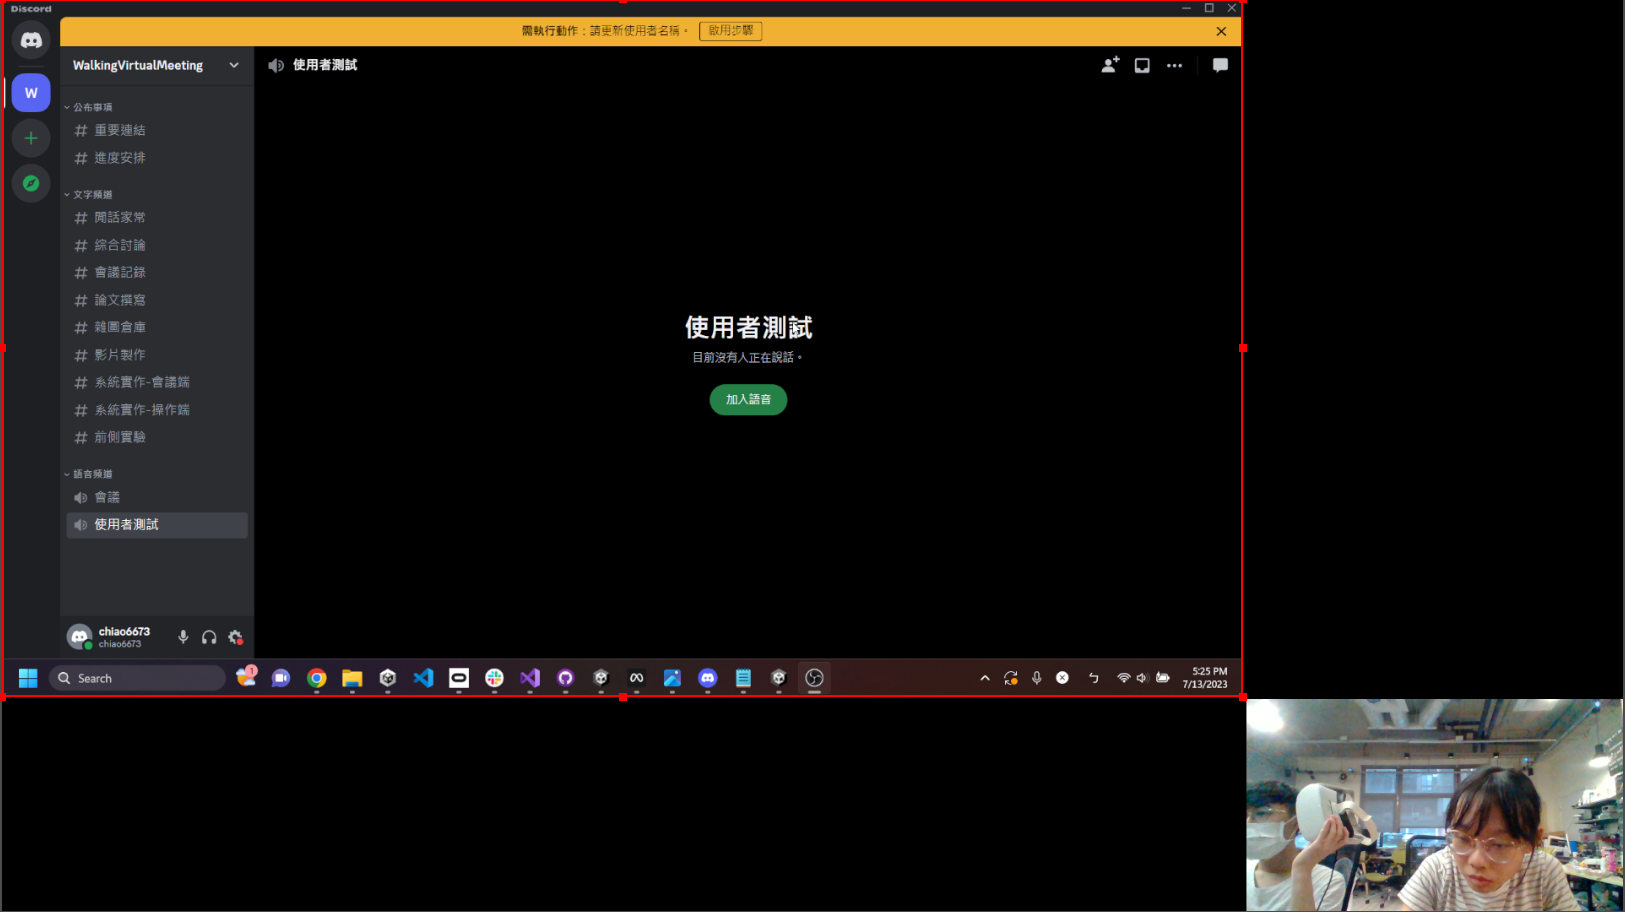 Discord
需執行動作：請更新使用者名稱。 啟用步驟
WalkingVirtualMeeting
使用者測試
W
公布事項
# 重要連結
# 進度安排
文字頻道
# 閒話家常
# 綜合討論
# 會議記錄
# 論文撰寫
# 雜圖倉庫
# 影片製作
# 系統實作-會議端
# 系統實作-操作端
# 前側實驗
語音頻道
會議
使用者測試
使用者測試
目前沒有人正在說話。
加入語音
chiao6673
chiao6673
Search
1
ㄣ
5:25 PM
7/13/2023